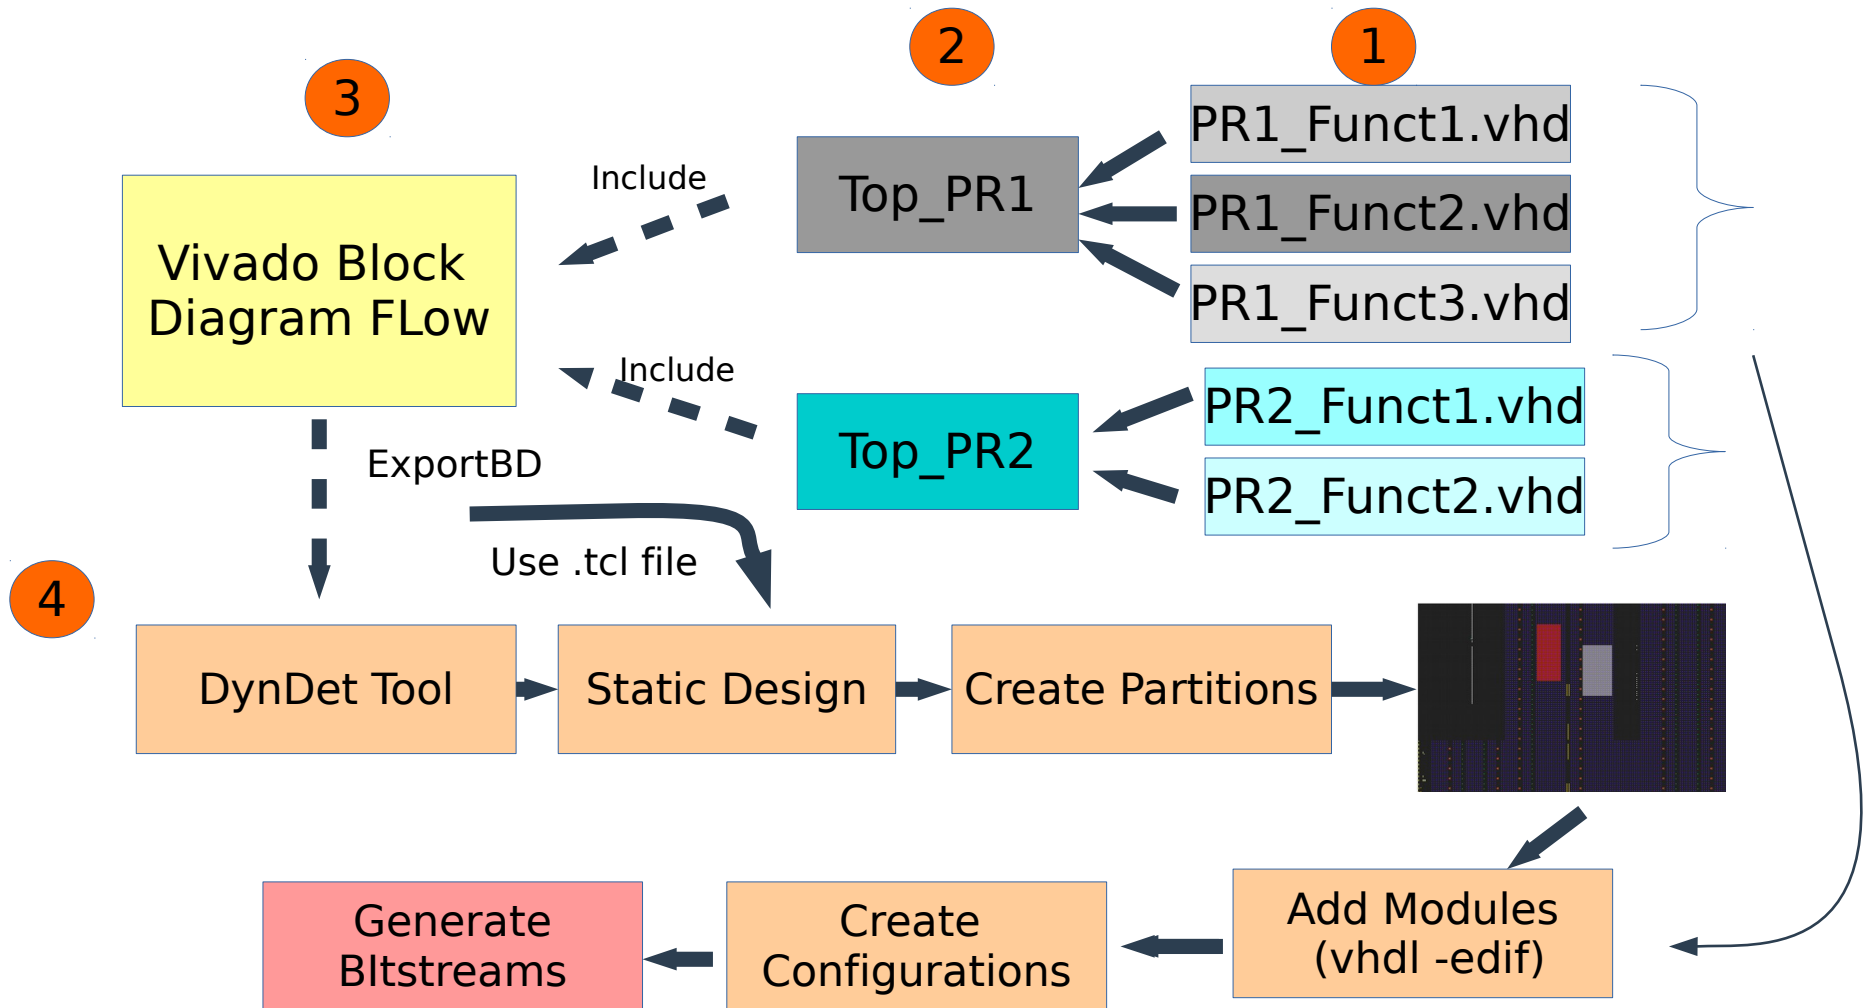 2
1
3
PR1_Funct1.vhd
Include
Top_PR1
PR1_Funct2.vhd
Vivado Block
Diagram FLow
PR1_Funct3.vhd
Include
PR2_Funct1.vhd
Top_PR2
ExportBD
PR2_Funct2.vhd
Use .tcl file
4
DynDet Tool
Static Design
Create Partitions
Add Modules
(vhdl -edif)
Create
Configurations
Generate
BItstreams